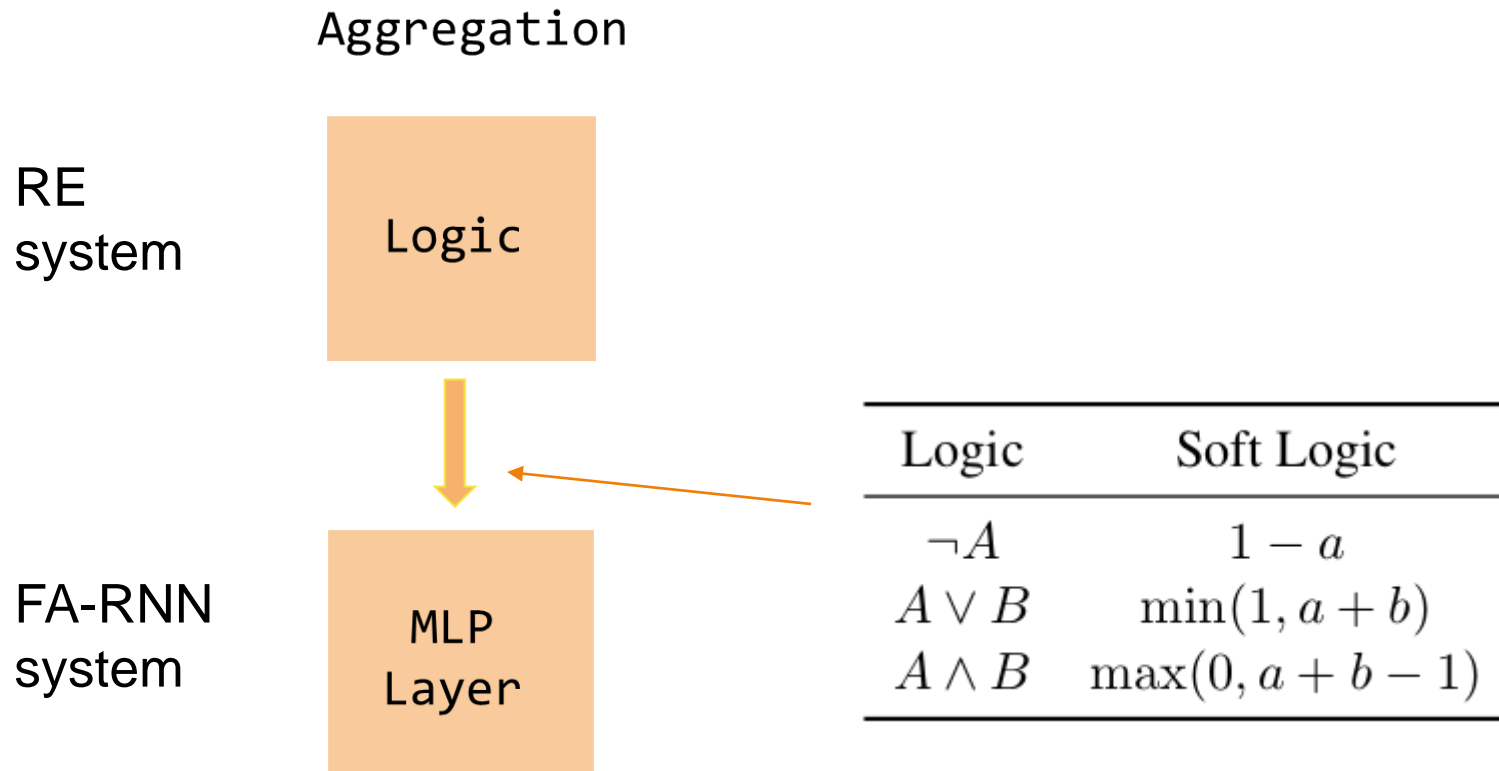 Aggregation
RE
system
Logic
FA-RNN
system
MLP
Layer
Logic Soft Logic
¬A 1 − a
A ∨ B min(1, a + b)
A ∧ B max(0, a + b − 1)